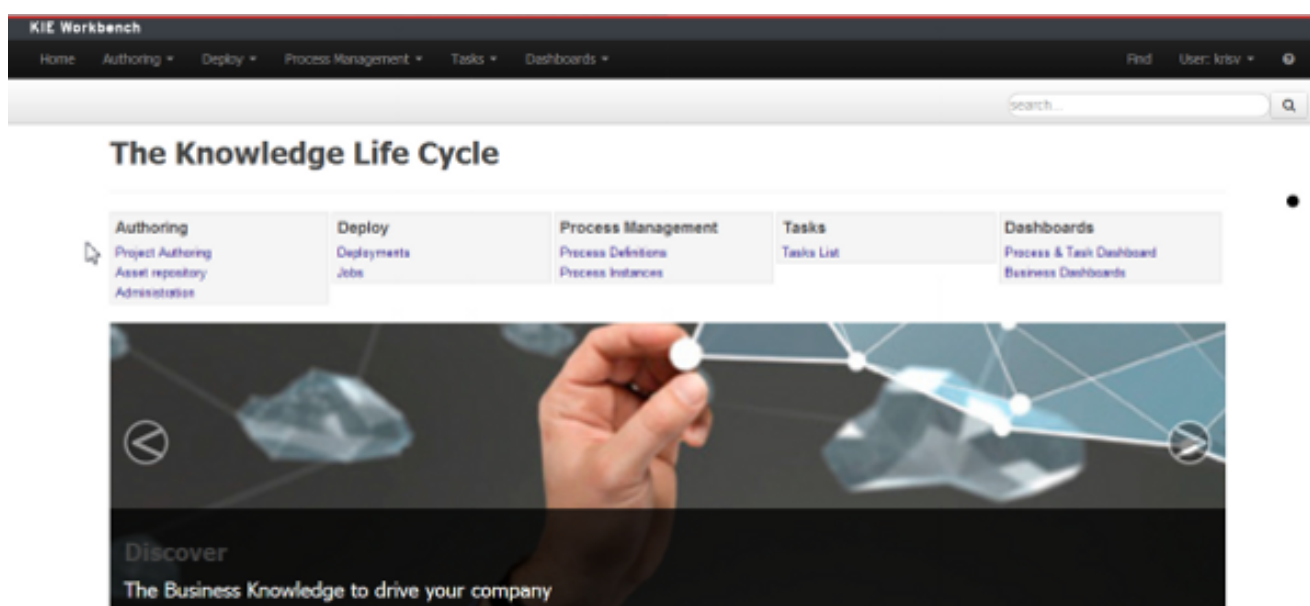 KIE Workbench
Home Authoring Deploy Process Management Tasks Dashboards Find User: krisv
search...
The Knowledge Life Cycle
Authoring Deploy Process Management Tasks Dashboards
Project Authoring Deployments Process Definitions Tasks List Process & Task Dashboard
Asset repository Jobs Process Instances Business Dashboards
Administration
Discover
The Business Knowledge to drive your company